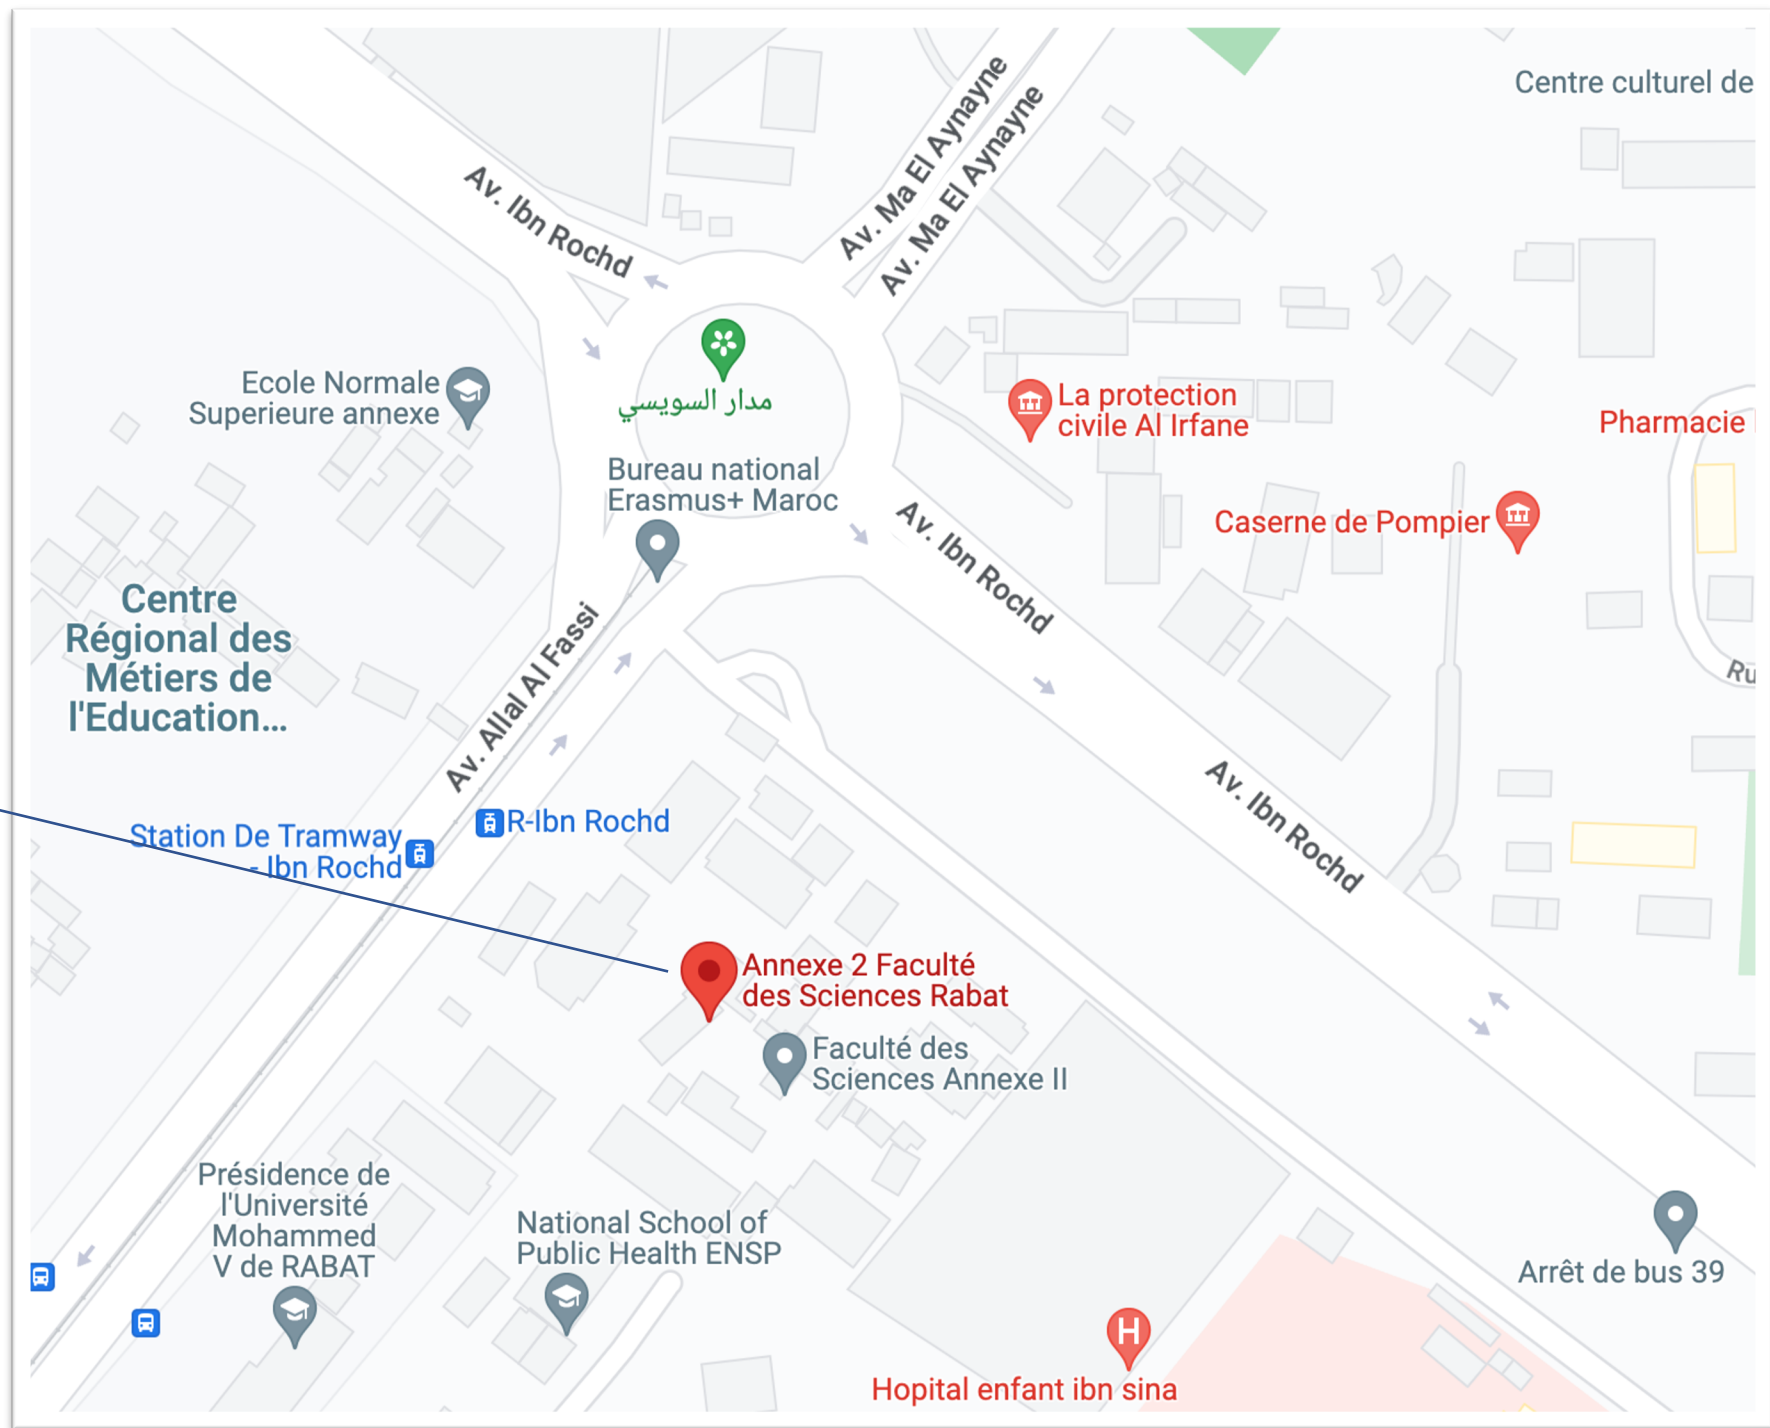 Centre culturel de
Av. Ma El Aynayne
Av. Ma El Aynayne
Av. Ibn Rochd
مدار السويسي
Ecole Normale
Superieure annexe
La protection
civile Al Irfane
Pharmacie
Bureau national
Erasmus+ Maroc
Caserne de Pompier
Av. Ibn Rochd
Centre
Régional des
Métiers de
l'Education...
Av. Allal Al Fassi
Ru
Av. Ibn Rochd
R-Ibn Rochd
Station De Tramway
- Ibn Rochd
Annexe 2 Faculté
des Sciences Rabat
Faculté des
Sciences Annexe II
Présidence de
l'Université
Mohammed
V de RABAT
National School of
Public Health ENSP
Arrêt de bus 39
H
Hopital enfant ibn sina